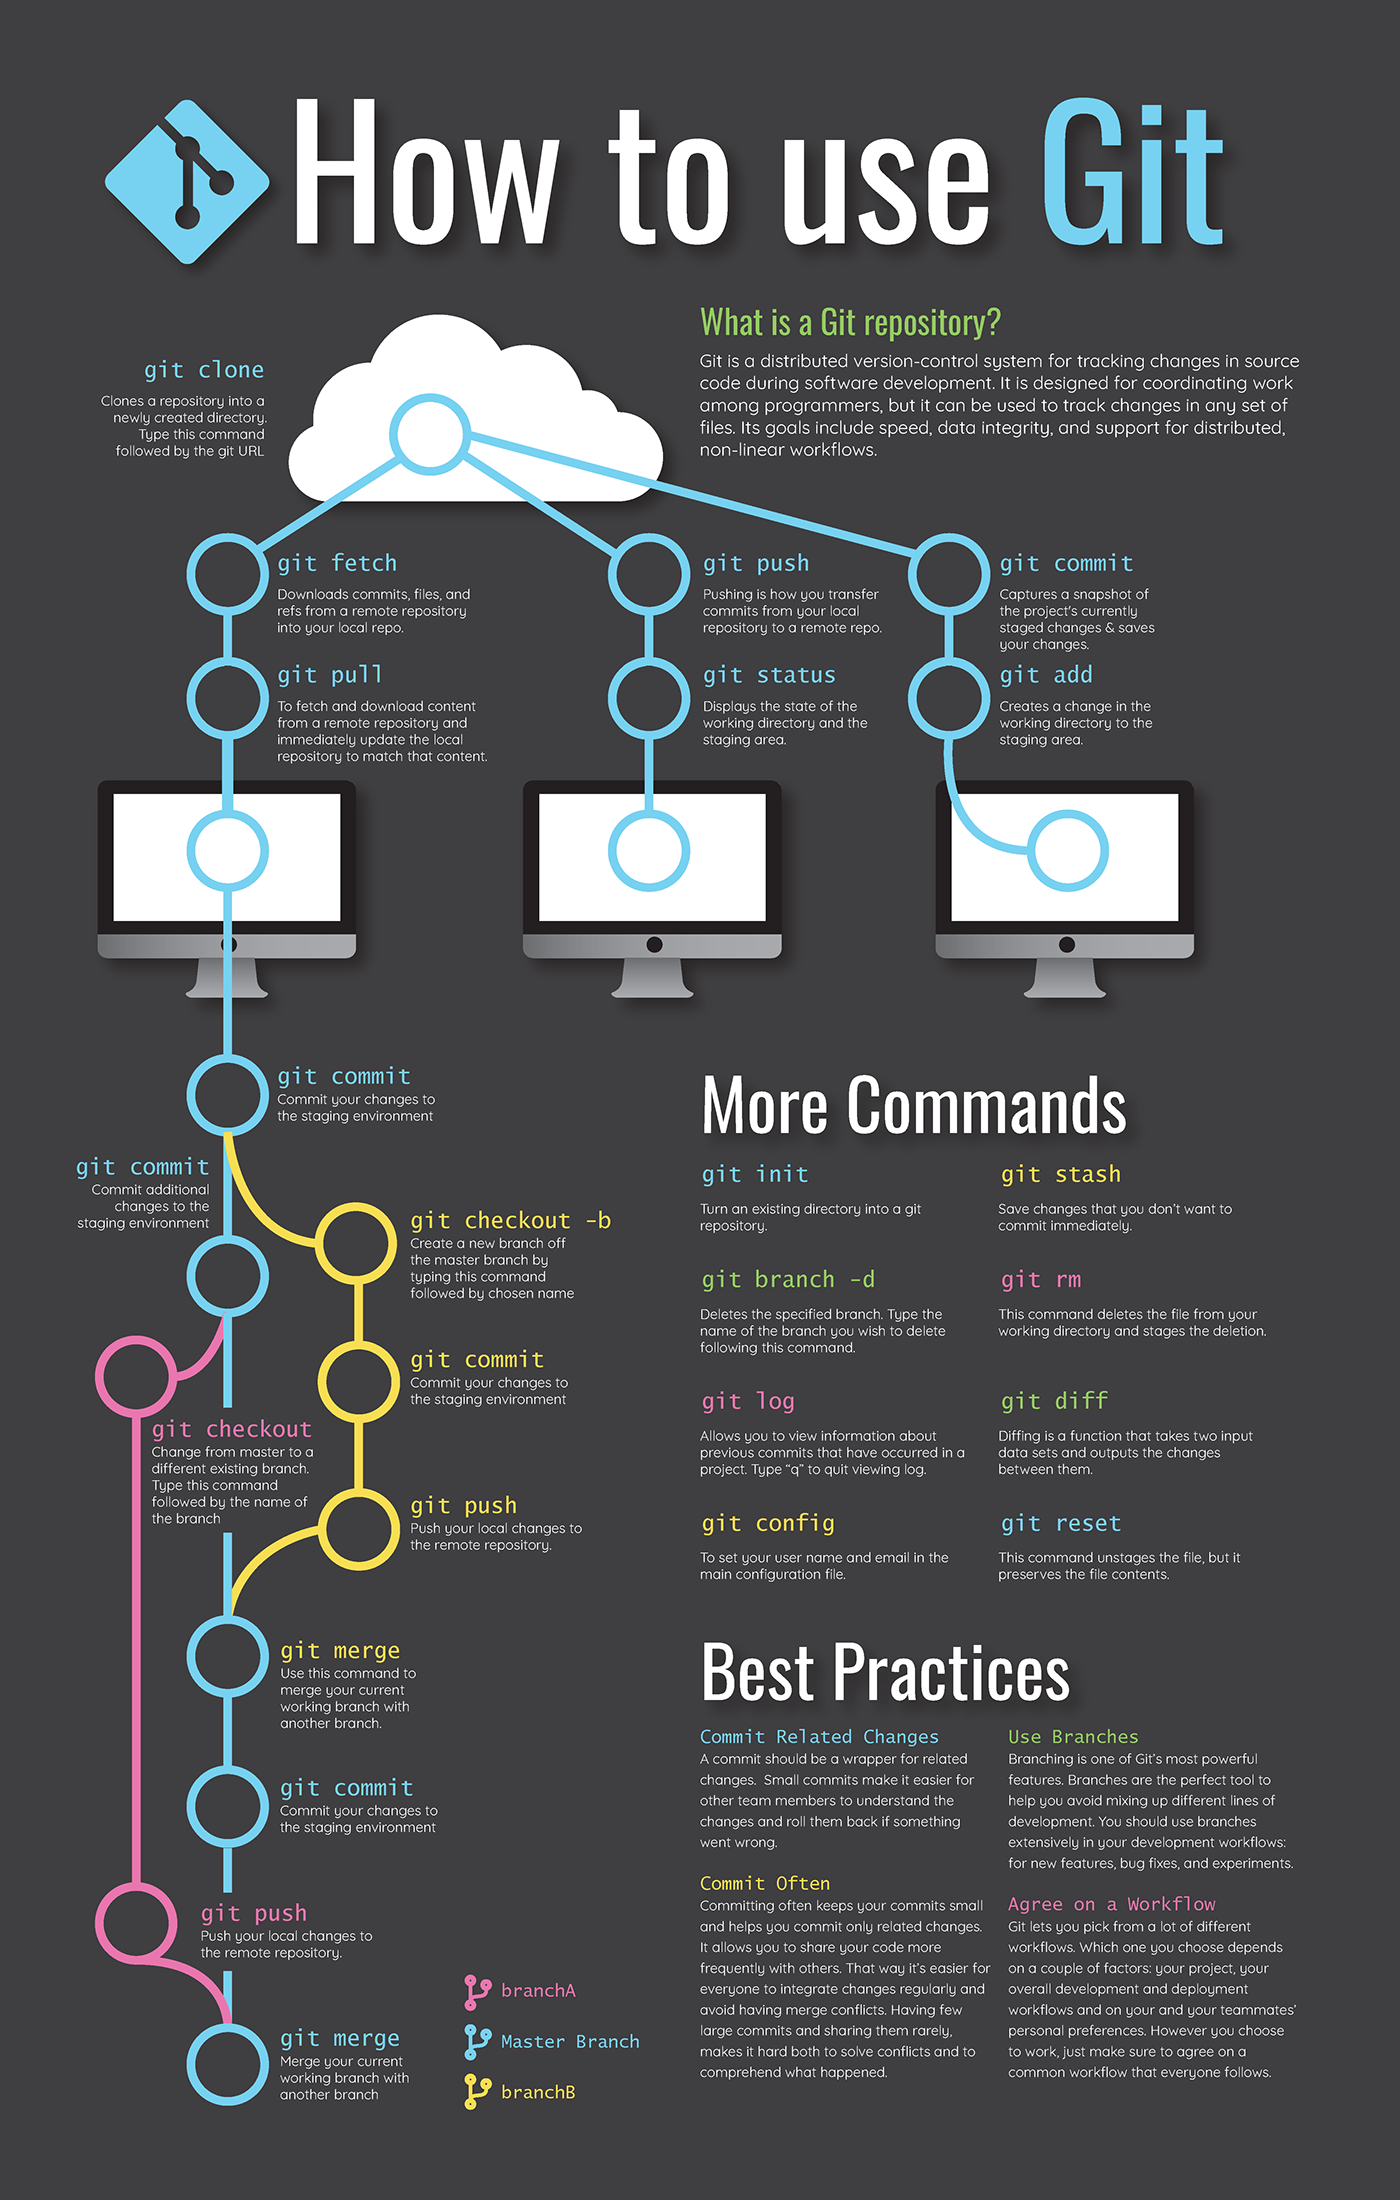 How to use Git
git clone
Clones a repository into a
newly created directory.
Type this command
followed by the git URL
What is a Git repository?
Git is a distributed version-control system for tracking changes in source
code during software development. It is designed for coordinating work
among programmers, but it can be used to track changes in any set of
files. Its goals include speed, data integrity, and support for distributed,
non-linear workflows.
git fetch
Downloads commits, files, and
refs from a remote repository
into your local repo.
git push
Pushing is how you transfer
commits from your local
repository to a remote repo.
git commit
Captures a snapshot of
the project's currently
staged changes & saves
your changes.
git pull
To fetch and download content
from a remote repository and
immediately update the local
repository to match that content.
git status
Displays the state of the
working directory and the
staging area.
git add
Creates a change in the
working directory to the
staging area.
git commit
Commit your changes to
the staging environment
git commit
Commit additional
changes to the
staging environment
git checkout -b
Create a new branch off
the master branch by
typing this command
followed by chosen name
git commit
Commit your changes to
the staging environment
git checkout
Change from master to a
different existing branch.
Type this command
followed by the name of
the branch
git push
Push your local changes to
the remote repository.
git merge
Use this command to
merge your current
working branch with
another branch.
git commit
Commit your changes to
the staging environment
git push
Push your local changes to
the remote repository.
git merge
Merge your current
working branch with
another branch
branchA
Master Branch
branchB
More Commands
git init
Turn an existing directory into a git
repository.
git stash
Save changes that you don't want to
commit immediately.
git branch -d
Deletes the specified branch. Type the
name of the branch you wish to delete
following this command.
git rm
This command deletes the file from your
working directory and stages the deletion.
git log
Allows you to view information about
previous commits that have occurred in a
project. Type “q” to quit viewing log.
git diff
Diffing is a function that takes two input
data sets and outputs the changes
between them.
git config
To set your user name and email in the
main configuration file.
git reset
This command unstages the file, but it
preserves the file contents.
Best Practices
Commit Related Changes
A commit should be a wrapper for related
changes. Small commits make it easier for
other team members to understand the
changes and roll them back if something
went wrong.
Commit Often
Committing often keeps your commits small
and helps you commit only related changes.
It allows you to share your code more
frequently with others. That way it's easier for
everyone to integrate changes regularly and
avoid having merge conflicts. Having few
large commits and sharing them rarely,
makes it hard both to solve conflicts and to
comprehend what happened.
Use Branches
Branching is one of Git's most powerful
features. Branches are the perfect tool to
help you avoid mixing up different lines of
development. You should use branches
extensively in your development workflows:
for new features, bug fixes, and experiments.
Agree on a Workflow
Git lets you pick from a lot of different
workflows. Which one you choose depends
on a couple of factors: your project, your
overall development and deployment
workflows and on your and your teammates'
personal preferences. However you choose
to work, just make sure to agree on a
common workflow that everyone follows.